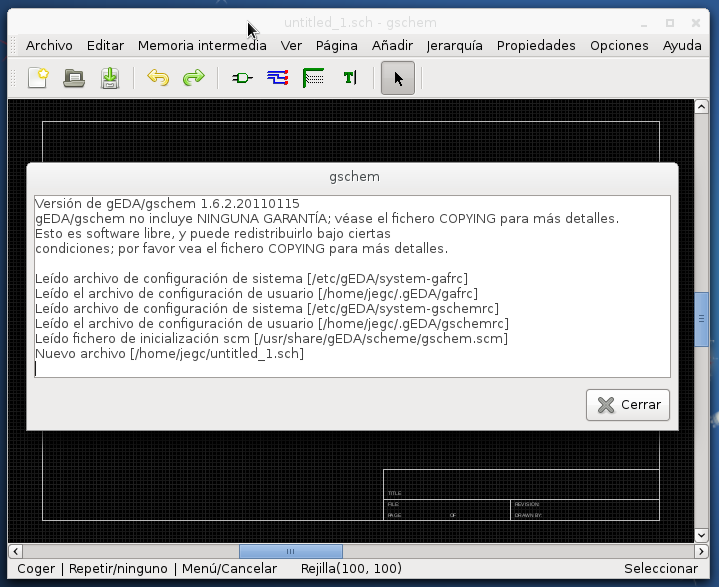 untitled_1.sch - gschem
Archivo Editar Memoria intermedia Ver Página Añadir Jerarquía Propiedades Opciones Ayuda
gschem
Versión de gEDA/gschem 1.6.2.20110115
gEDA/gschem no incluye NINGUNA GARANTÍA; véase el fichero COPYING para más detalles.
Esto es software libre, y puede redistribuirlo bajo ciertas
condiciones; por favor vea el fichero COPYING para más detalles.
Leído archivo de configuración de sistema [/etc/gEDA/system-gafrc]
Leído el archivo de configuración de usuario [/home/jegc/.gEDA/gafrc]
Leído archivo de configuración de sistema [/etc/gEDA/system-gschemrc]
Leído el archivo de configuración de usuario [/home/jegc/.gEDA/gschemrc]
Leído fichero de inicialización scm [/usr/share/gEDA/scheme/gschem.scm]
Nuevo archivo [/home/jegc/untitled_1.sch]
Cerrar
TITLE
FILE: REVISION:
PAGE OF DRAWN BY:
Coger | Repetir/ninguno | Menú/Cancelar Rejilla(100, 100) Seleccionar